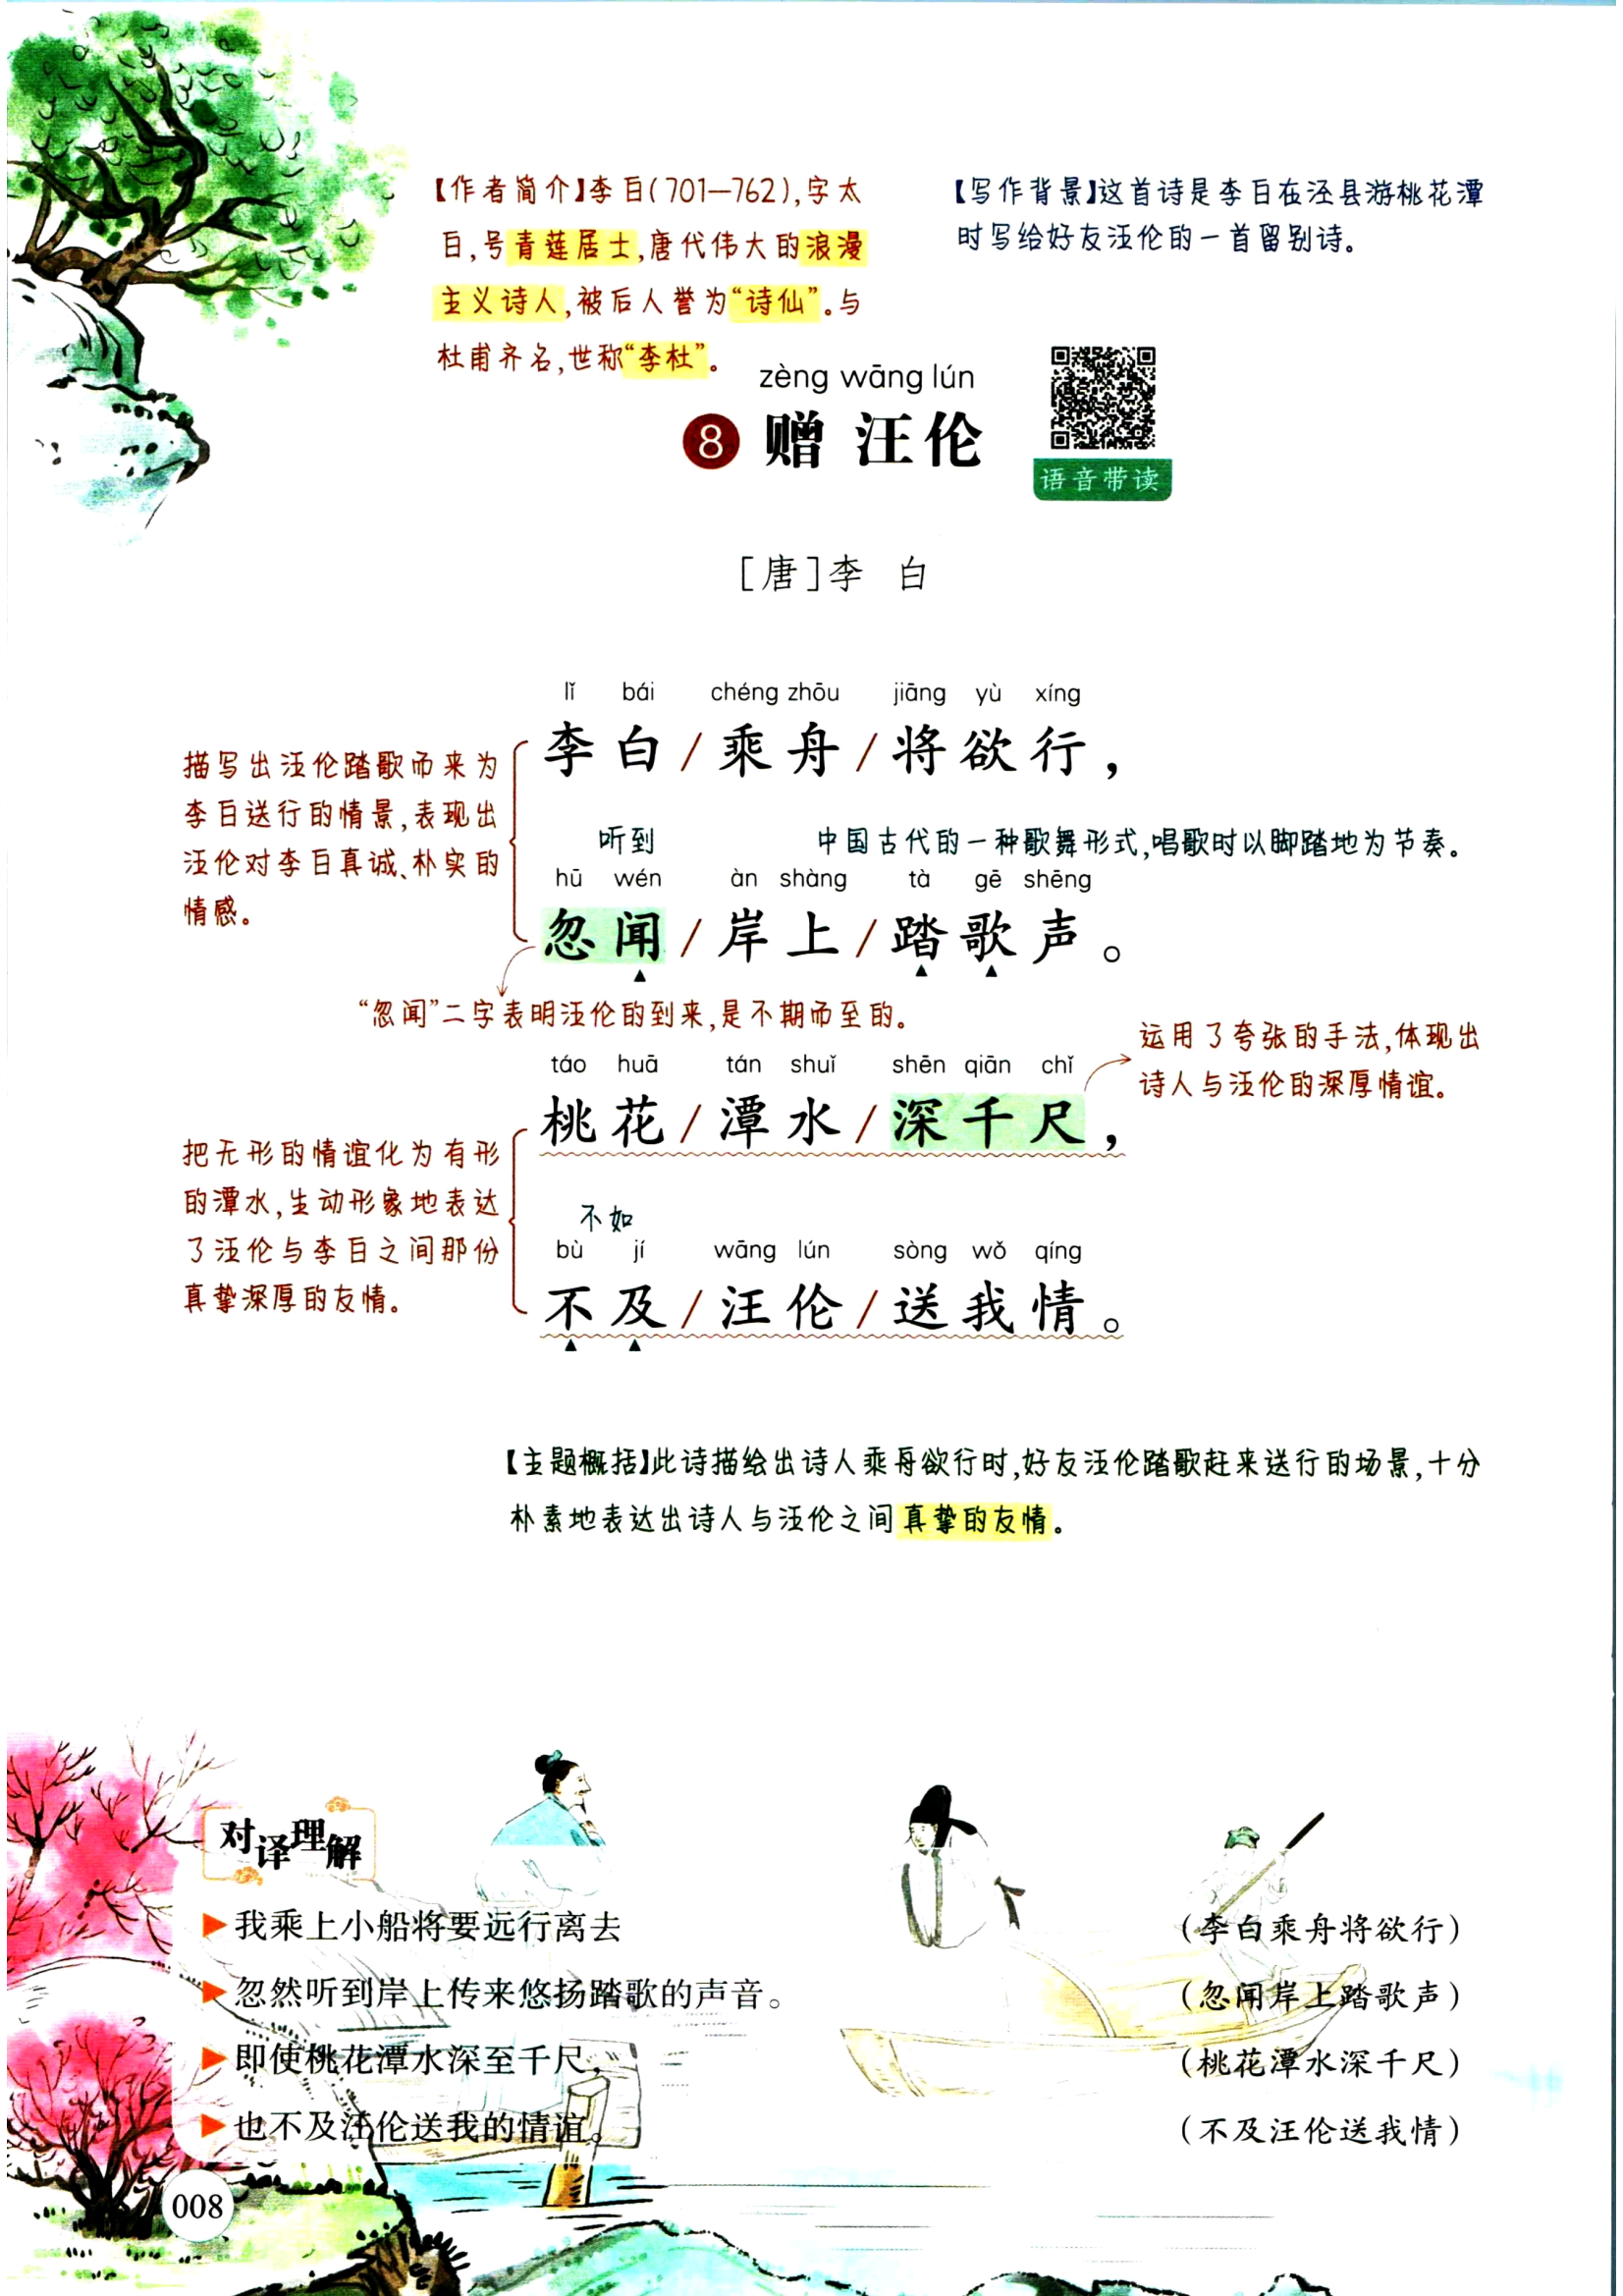 【作者简介】李白(701—762),字太
白,号青莲居士,唐代伟大的浪漫
主义诗人,被后人誉为“诗仙”。与
杜甫齐名,世称“李杜”。
【写作背景】这首诗是李白在泾县游桃花潭
时写给好友汪伦的一首留别诗。
zèng wāng lún
8 赠 汪伦
语音带读
[唐]李 白
lǐ bái chéng zhōu jiāng yù xíng
李白/乘舟/将欲行,
描写出汪伦踏歌而来为
李白送行的情景,表现出
汪伦对李白真诚、朴实的
情感。
听到 中国古代的一种歌舞形式,唱歌时以脚踏地为节奏。
hū wén àn shàng tà gē shēng
忽闻/岸上/踏歌声。
“忽闻”二字表明汪伦的到来,是不期而至的。
运用了夸张的手法,体现出
诗人与汪伦的深厚情谊。
táo huā tán shuǐ shēn qiān chǐ
桃花/潭水/深千尺,
把无形的情谊化为有形
的潭水,生动形象地表达
了汪伦与李白之间那份
真挚深厚的友情。
不如
bù jí wāng lún sòng wǒ qíng
不及/汪伦/送我情。
【主题概括】此诗描绘出诗人乘舟欲行时,好友汪伦踏歌赶来送行的场景,十分
朴素地表达出诗人与汪伦之间真挚的友情。
对译理解
▶我乘上小船将要远行离去 (李白乘舟将欲行)
▶忽然听到岸上传来悠扬踏歌的声音。 (忽闻岸上踏歌声)
▶即使桃花潭水深至千尺, (桃花潭水深千尺)
▶也不及汪伦送我的情谊。 (不及汪伦送我情)
008